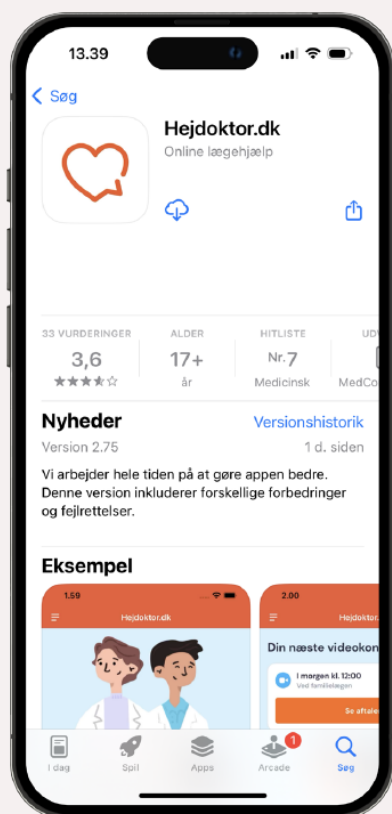 13.39
Søg
Hejdoktor.dk
Online lægehjælp
33 VURDERINGER
ALDER
HITLISTE
3,6
17+
Nr.7
år
Medicinsk
Nyheder
Versionshistorik
Version 2.75
1 d. siden
Vi arbejder hele tiden på at gøre appen bedre.
Denne version inkluderer forskellige forbedringer
og fejlrettelser.
Eksempel
1.59
Hejdoktor.dk
2.00
Hejdoktor
Din næste videokon
I morgen kl. 12:00
Ved familielægen
Se aftale
I dag
Spil
Apps
Arcade
1
Søg